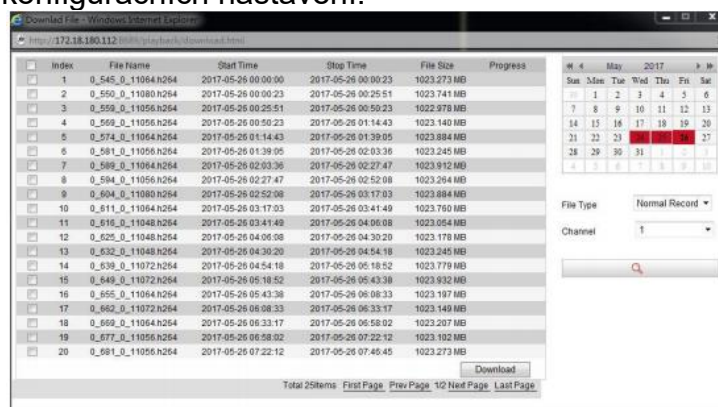 konfiguračních nastavení.
Downlad File - Windows Internet Explorer
http://172.18.180.112:8689/playback/download.html
Index File Name Start Time Stop Time File Size Progress
1 0_545_0_11064.h264 2017-05-26 00:00:00 2017-05-26 00:00:23 1023.273 MB
2 0_550_0_11080.h264 2017-05-26 00:00:23 2017-05-26 00:25:51 1023.741 MB
3 0_559_0_11056.h264 2017-05-26 00:25:51 2017-05-26 00:50:23 1022.978 MB
4 0_569_0_11056.h264 2017-05-26 00:50:23 2017-05-26 01:14:43 1023.140 MB
5 0_574_0_11064.h264 2017-05-26 01:14:43 2017-05-26 01:39:05 1023.884 MB
6 0_581_0_11056.h264 2017-05-26 01:39:05 2017-05-26 02:03:36 1023.245 MB
7 0_589_0_11064.h264 2017-05-26 02:03:36 2017-05-26 02:27:47 1023.912 MB
8 0_594_0_11056.h264 2017-05-26 02:27:47 2017-05-26 02:52:08 1023.264 MB
9 0_604_0_11080.h264 2017-05-26 02:52:08 2017-05-26 03:17:03 1023.884 MB
10 0_611_0_11064.h264 2017-05-26 03:17:03 2017-05-26 03:41:49 1023.760 MB
11 0_616_0_11048.h264 2017-05-26 03:41:49 2017-05-26 04:06:08 1023.054 MB
12 0_625_0_11048.h264 2017-05-26 04:06:08 2017-05-26 04:30:20 1023.178 MB
13 0_632_0_11048.h264 2017-05-26 04:30:20 2017-05-26 04:54:18 1023.245 MB
14 0_639_0_11072.h264 2017-05-26 04:54:18 2017-05-26 05:18:52 1023.779 MB
15 0_649_0_11072.h264 2017-05-26 05:18:52 2017-05-26 05:43:38 1023.932 MB
16 0_655_0_11064.h264 2017-05-26 05:43:38 2017-05-26 06:08:33 1023.197 MB
17 0_662_0_11072.h264 2017-05-26 06:08:33 2017-05-26 06:33:17 1023.149 MB
18 0_669_0_11064.h264 2017-05-26 06:33:17 2017-05-26 06:58:02 1023.207 MB
19 0_677_0_11056.h264 2017-05-26 06:58:02 2017-05-26 07:22:12 1023.102 MB
20 0_681_0_11056.h264 2017-05-26 07:22:12 2017-05-26 07:46:45 1023.273 MB
Download
Total 25items First Page Prev Page 1/2 Next Page Last Page
May 2017
Sun Mon Tue Wed Thu Fri Sat
30 1 2 3 4 5 6
7 8 9 10 11 12 13
14 15 16 17 18 19 20
21 22 23 24 25 26 27
28 29 30 31 1 2 3
4 5 6 7 8 9 10
File Type Normal Record
Channel 1